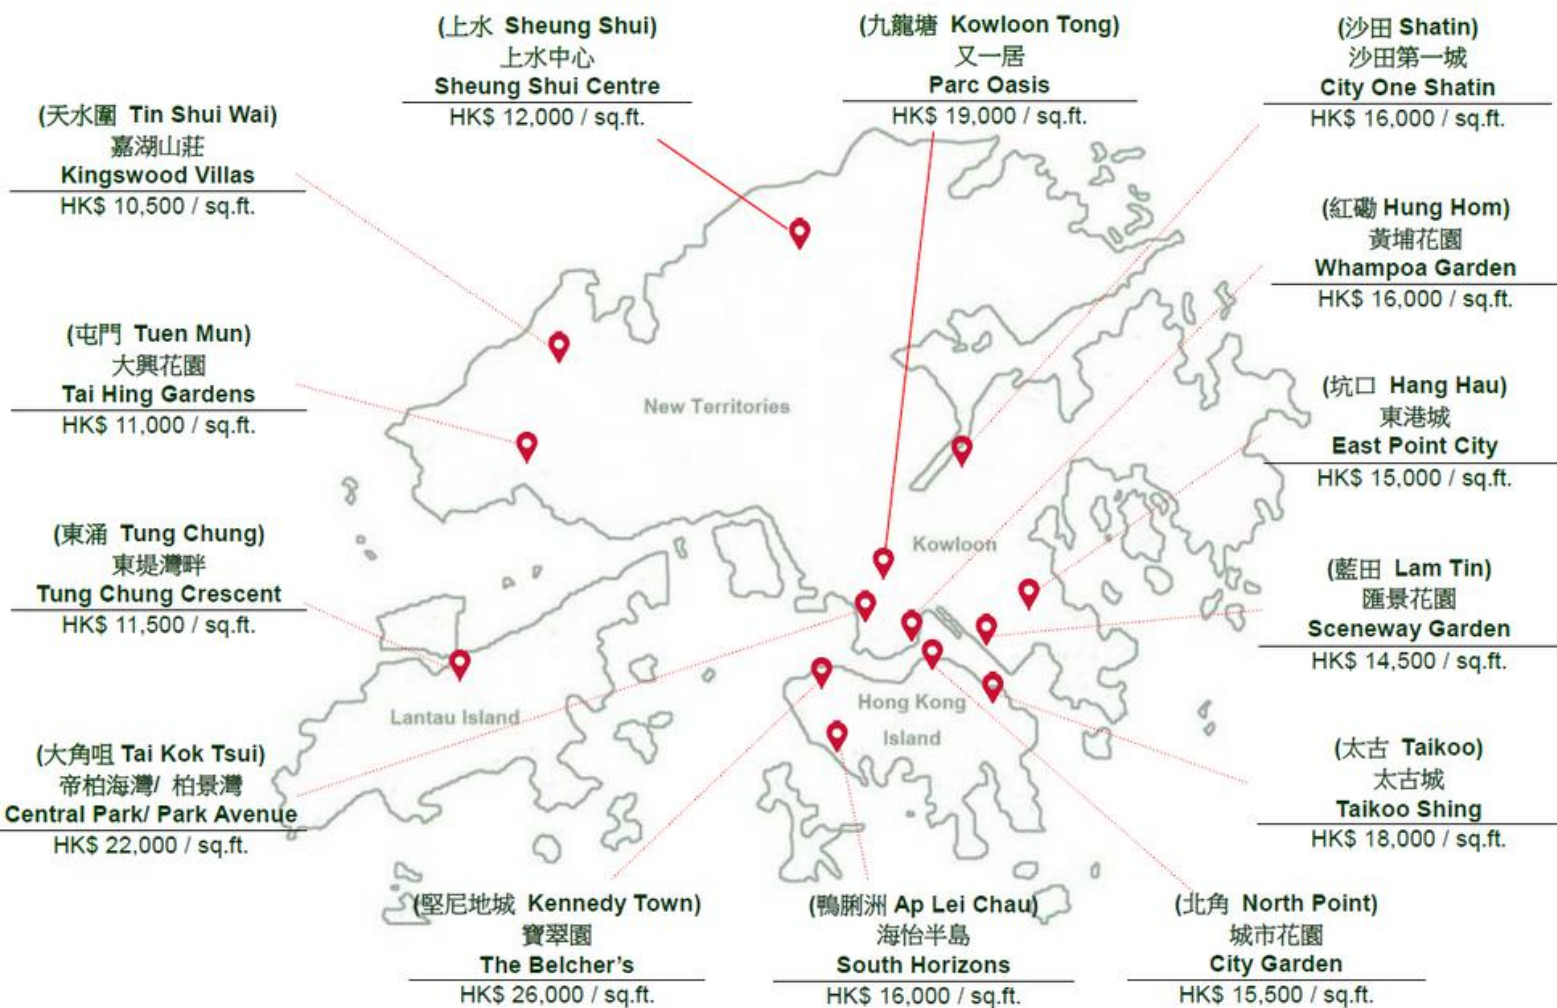 (上水 Sheung Shui)
上水中心
Sheung Shui Centre
HK$ 12,000 / sq.ft.
(九龍塘 Kowloon Tong)
又一居
Parc Oasis
HK$ 19,000 / sq.ft.
(沙田 Shatin)
沙田第一城
City One Shatin
HK$ 16,000 / sq.ft.
(天水圍 Tin Shui Wai)
嘉湖山莊
Kingswood Villas
HK$ 10,500 / sq.ft.
(紅磡 Hung Hom)
黃埔花園
Whampoa Garden
HK$ 16,000 / sq.ft.
(屯門 Tuen Mun)
大興花園
Tai Hing Gardens
HK$ 11,000 / sq.ft.
New Territories
(坑口 Hang Hau)
東港城
East Point City
HK$ 15,000 / sq.ft.
(東涌 Tung Chung)
東堤灣畔
Tung Chung Crescent
HK$ 11,500 / sq.ft.
Kowloon
(藍田 Lam Tin)
匯景花園
Sceneway Garden
HK$ 14,500 / sq.ft.
Lantau Island
Hong Kong
Island
(大角咀 Tai Kok Tsui)
帝柏海灣/ 柏景灣
Central Park/ Park Avenue
HK$ 22,000 / sq.ft.
(太古 Taikoo)
太古城
Taikoo Shing
HK$ 18,000 / sq.ft.
(堅尼地城 Kennedy Town)
寶翠園
The Belcher’s
HK$ 26,000 / sq.ft.
(鴨脷洲 Ap Lei Chau)
海怡半島
South Horizons
HK$ 16,000 / sq.ft.
(北角 North Point)
城市花園
City Garden
HK$ 15,500 / sq.ft.